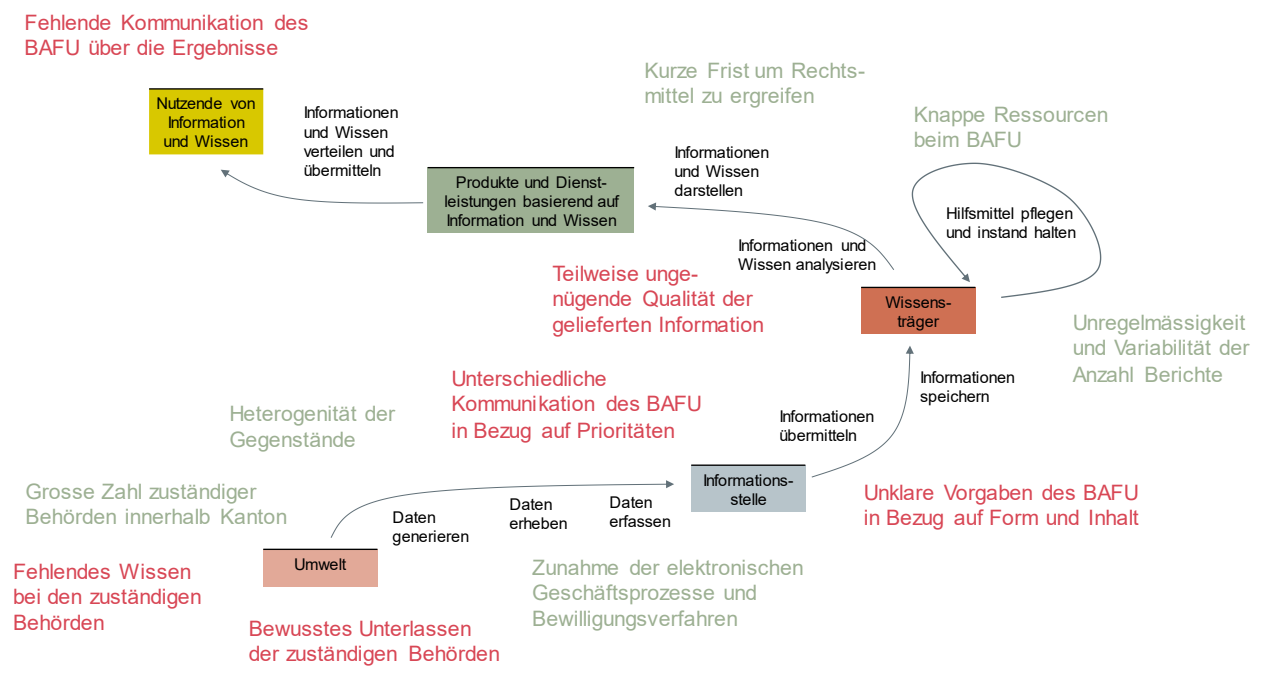 Fehlende Kommunikation des
BAFU über die Ergebnisse
Kurze Frist um Rechts-
mittel zu ergreifen
Nutzende von
Information
und Wissen
Informationen
und Wissen
verteilen und
übermitteln
Knappe Ressourcen
beim BAFU
Produkte und Dienst-
leistungen basierend auf
Information und Wissen
Informationen
und Wissen
darstellen
Hilfsmittel pflegen
und instand halten
Informationen und
Wissen analysieren
Teilweise unge-
nügende Qualität der
gelieferten Information
Wissens-
träger
Unregelmässigkeit
und Variabilität der
Anzahl Berichte
Unterschiedliche
Kommunikation des BAFU
in Bezug auf Prioritäten
Informationen
speichern
Heterogenität der
Gegenstände
Informationen
übermitteln
Grosse Zahl zuständiger
Behörden innerhalb Kanton
Informations-
stelle
Unklare Vorgaben des BAFU
in Bezug auf Form und Inhalt
Daten
generieren
Daten
erheben
Daten
erfassen
Umwelt
Fehlendes Wissen
bei den zuständigen
Behörden
Zunahme der elektronischen
Geschäftsprozesse und
Bewilligungsverfahren
Bewusstes Unterlassen
der zuständigen Behörden